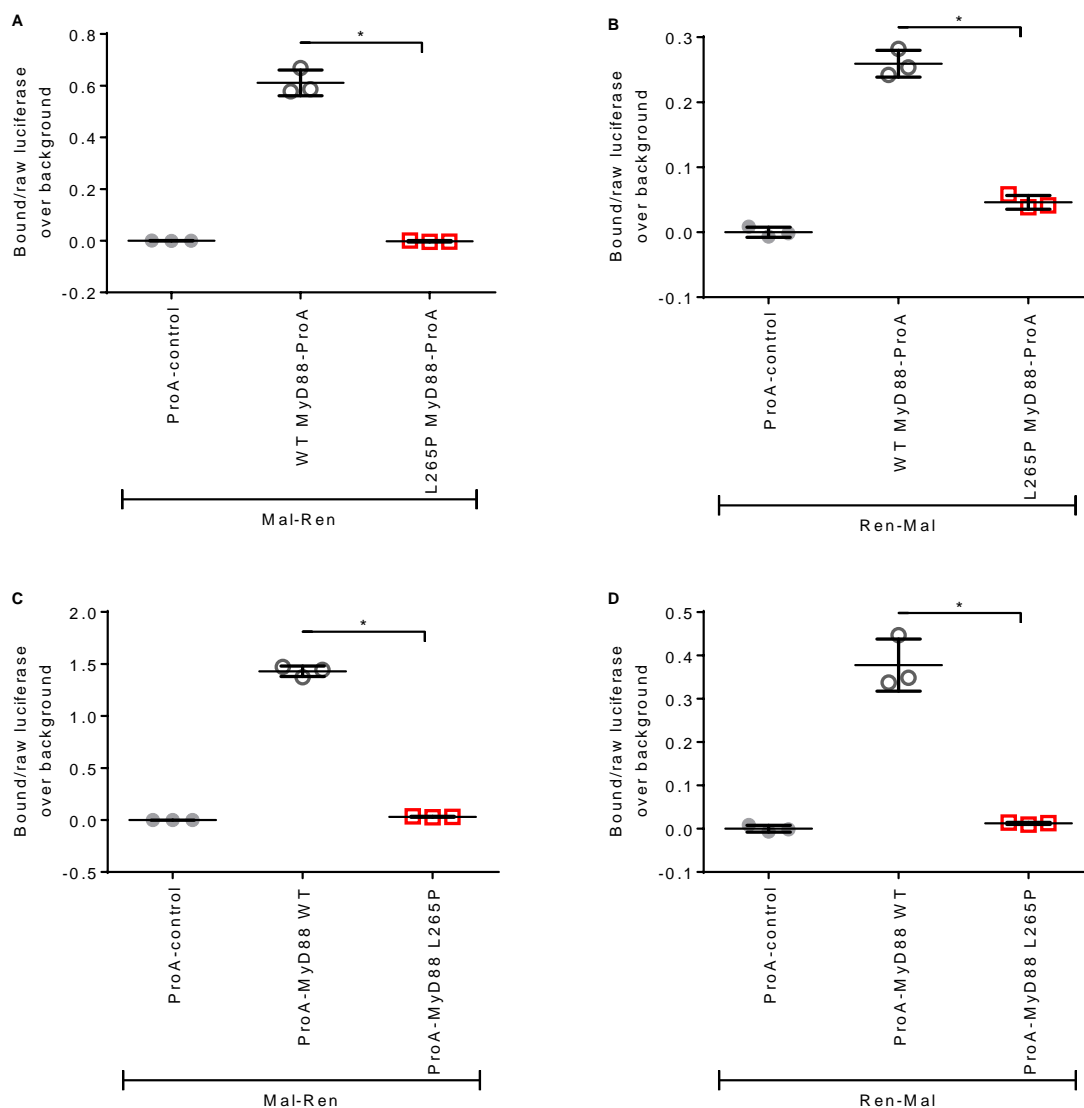 A
Bound/raw luciferase
over background
0.8
0.6
0.4
0.2
0.0
-0.2
*
ProA-control
WT MyD88-ProA
L265P MyD88-ProA
Mal-Ren
B
Bound/raw luciferase
over background
0.3
0.2
0.1
0.0
-0.1
*
ProA-control
WT MyD88-ProA
L265P MyD88-ProA
Ren-Mal
C
Bound/raw luciferase
over background
2.0
1.5
1.0
0.5
0.0
-0.5
*
ProA-control
ProA-MyD88 WT
ProA-MyD88 L265P
Mal-Ren
D
Bound/raw luciferase
over background
0.5
0.4
0.3
0.2
0.1
0.0
-0.1
*
ProA-control
ProA-MyD88 WT
ProA-MyD88 L265P
Ren-Mal